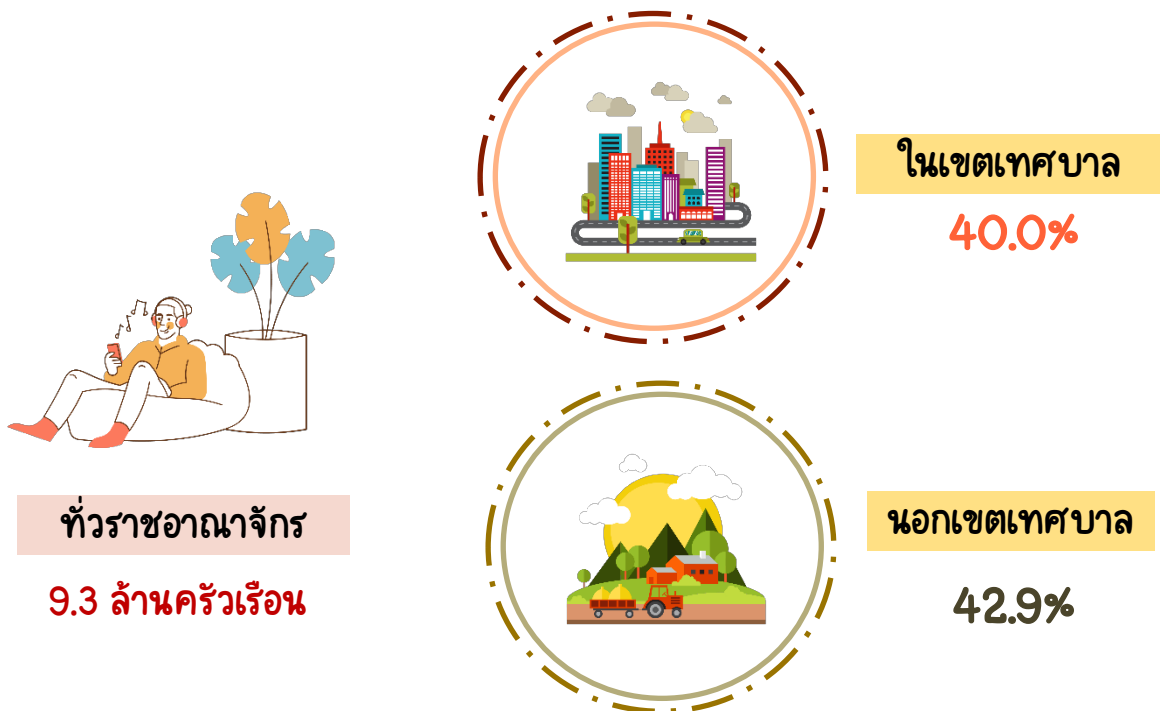 ในเขตเทศบาล
40.0%
ทั่วราชอาณาจักร
9.3 ล้านครัวเรือน
นอกเขตเทศบาล
42.9%